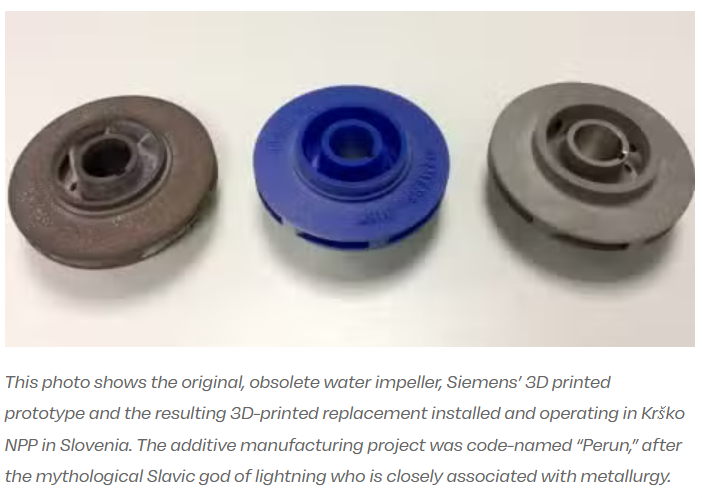 This photo shows the original, obsolete water impeller, Siemens’ 3D printed
prototype and the resulting 3D-printed replacement installed and operating in Krško
NPP in Slovenia. The additive manufacturing project was code-named “Perun,” after
the mythological Slavic god of lightning who is closely associated with metallurgy.